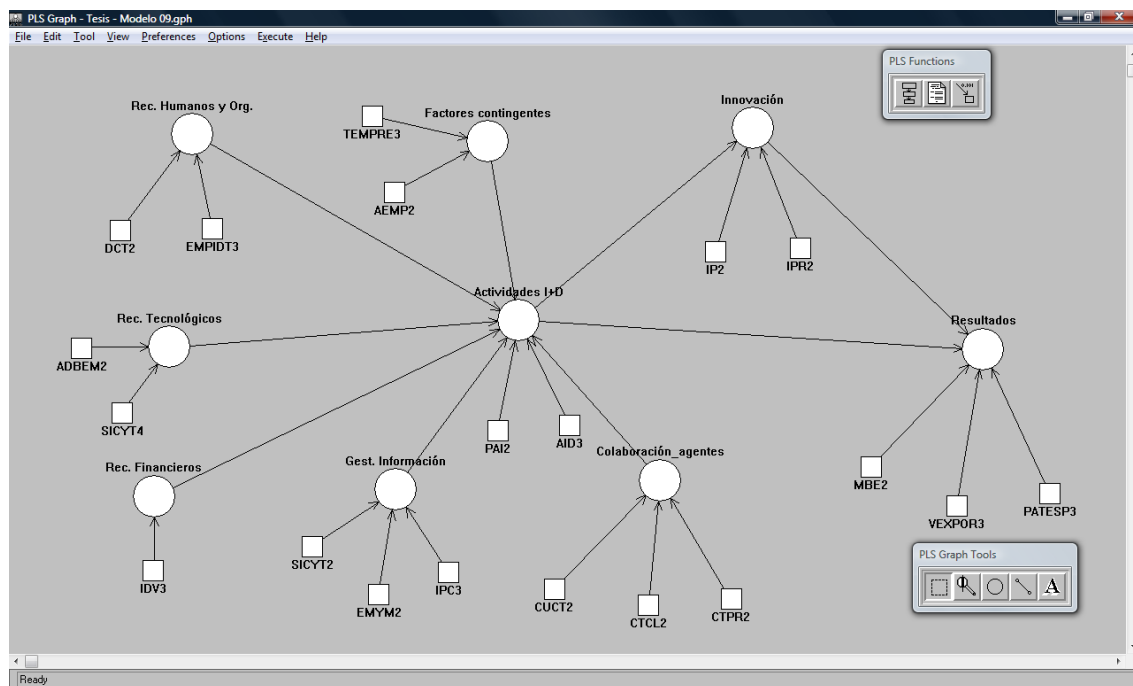 PLS Graph - Tesis - Modelo 09.gph
File Edit Tool View Preferences Options Execute Help
PLS Functions
0.101
Rec. Humanos y Org.
Factores contingentes
Innovación
TEMPRE3
AEMP2
DCT2
EMPIDT3
IP2
IPR2
Actividades I+D
Rec. Tecnológicos
Resultados
ADBEM2
SICYT4
PAI2
AID3
Rec. Financieros
Gest. Información
Colaboración_agentes
MBE2
VEXPOR3
PATESP3
SICYT2
IDV3
EMYM2
IPC3
CUCT2
CTCL2
CTPR2
PLS Graph Tools
A
Ready